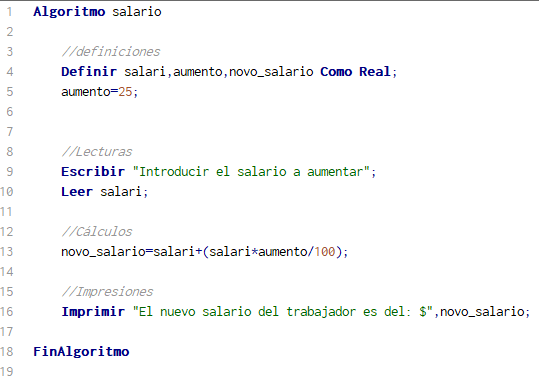 1 Algoritmo salario
2
3 //definiciones
4 Definir salari,aumento,novo_salario Como Real;
5 aumento=25;
6
7
8 //Lecturas
9 Escribir "Introducir el salario a aumentar";
10 Leer salari;
11
12 //Cálculos
13 novo_salario=salari+(salari*aumento/100);
14
15 //Impresiones
16 Imprimir "El nuevo salario del trabajador es del: $",novo_salario;
17
18 FinAlgoritmo
19